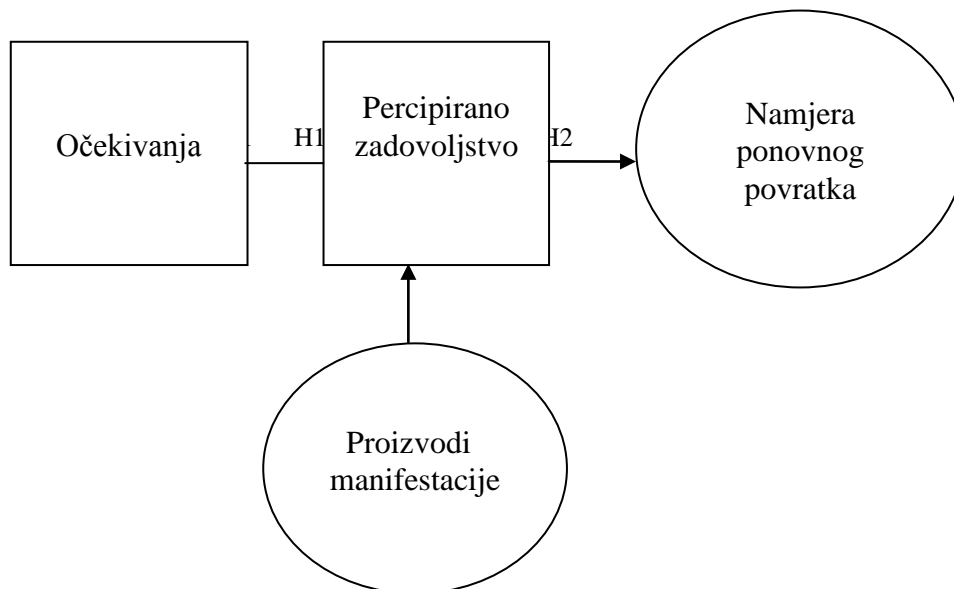 Očekivanja
H1
Percipirano
zadovoljstvo
H2
Namjera
ponovnog
povratka
Proizvodi
manifestacije